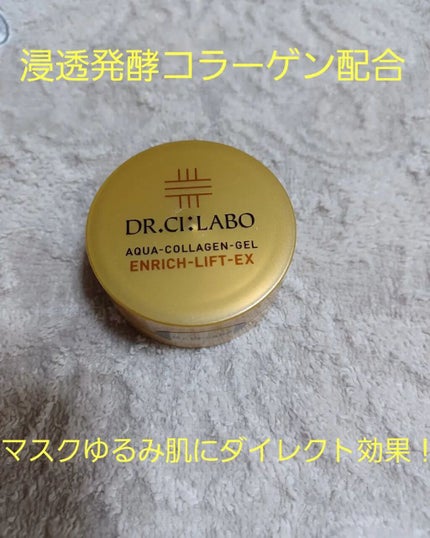 浸透発酵コラーゲン配合
DR.CI:LABO
AQUA-COLLAGEN-GEL
ENRICH-LIFT-EX
マスクゆるみ肌にダイレクト効果!